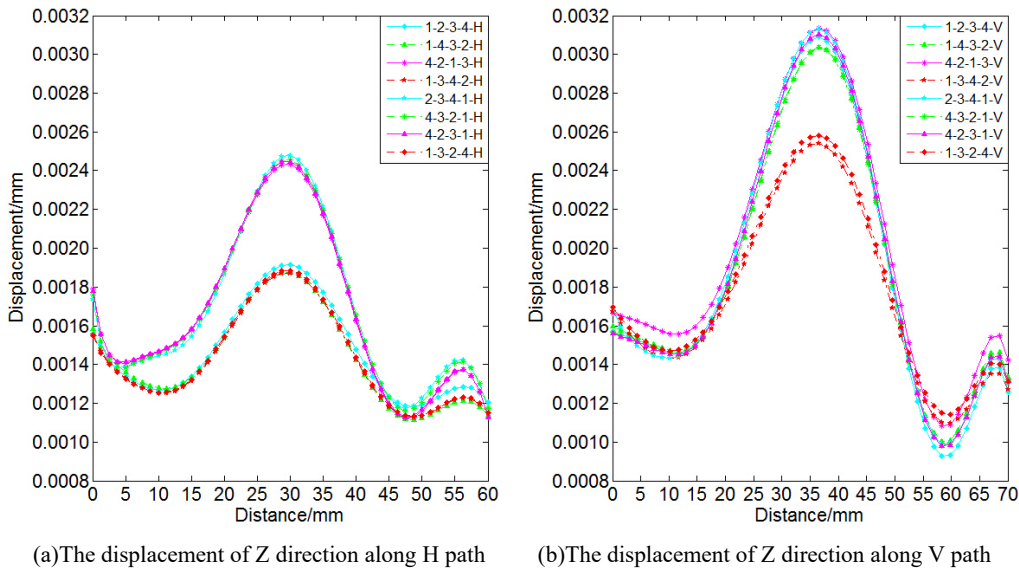 0.0032
0.0030
0.0028
0.0026
0.0024
0.0022
0.0020
0.0018
0.0016
0.0014
0.0012
0.0010
0.0008
Displacement/mm
0 5 10 15 20 25 30 35 40 45 50 55 60
Distance/mm
1-2-3-4-H
1-4-3-2-H
4-2-1-3-H
1-3-4-2-H
2-3-4-1-H
4-3-2-1-H
4-2-3-1-H
1-3-2-4-H
(a)The displacement of Z direction along H path
0.0032
0.0030
0.0028
0.0026
0.0024
0.0022
0.0020
0.0018
0.0016
0.0014
0.0012
0.0010
0.0008
Displacement/mm
0 5 10 15 20 25 30 35 40 45 50 55 60 65 70
Distance/mm
1-2-3-4-V
1-4-3-2-V
4-2-1-3-V
1-3-4-2-V
2-3-4-1-V
4-3-2-1-V
4-2-3-1-V
1-3-2-4-V
(b)The displacement of Z direction along V path